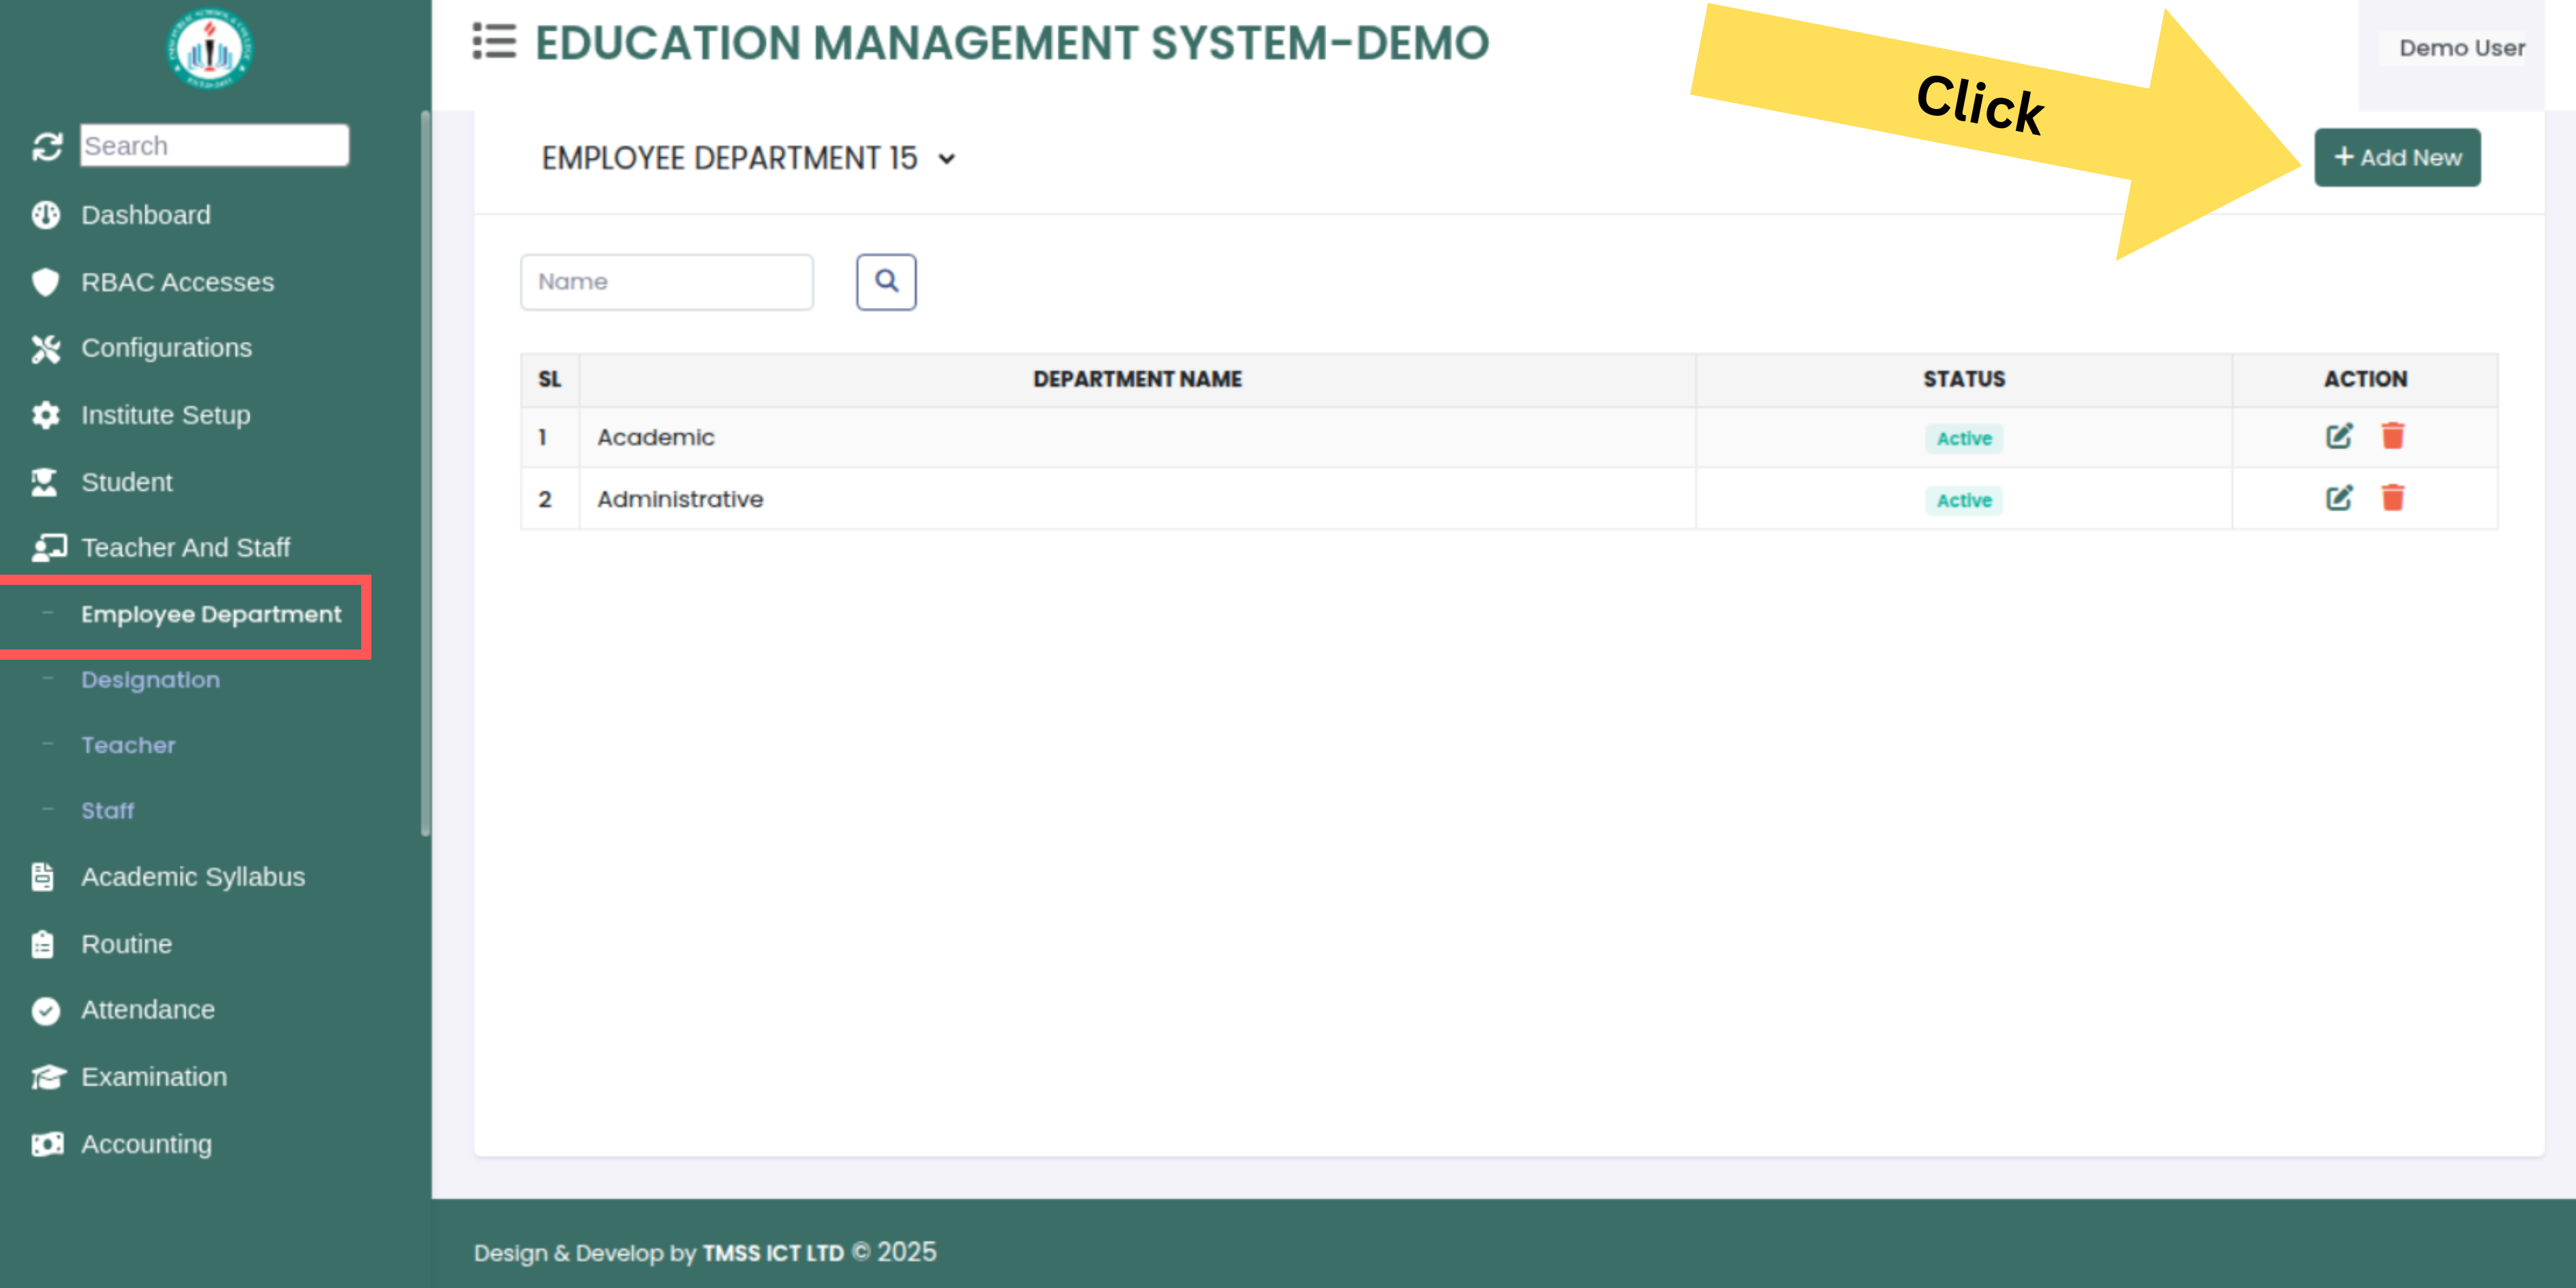 EDUCATION MANAGEMENT SYSTEM-DEMO
Demo User
Click
Search
Dashboard
RBAC Accesses
Configurations
Institute Setup
Student
Teacher And Staff
Employee Department
Designation
Teacher
Staff
Academic Syllabus
Routine
Attendance
Examination
Accounting
EMPLOYEE DEPARTMENT 15
+ Add New
Name
SL DEPARTMENT NAME STATUS ACTION
1 Academic Active
2 Administrative Active
Design & Develop by TMSS ICT LTD © 2025